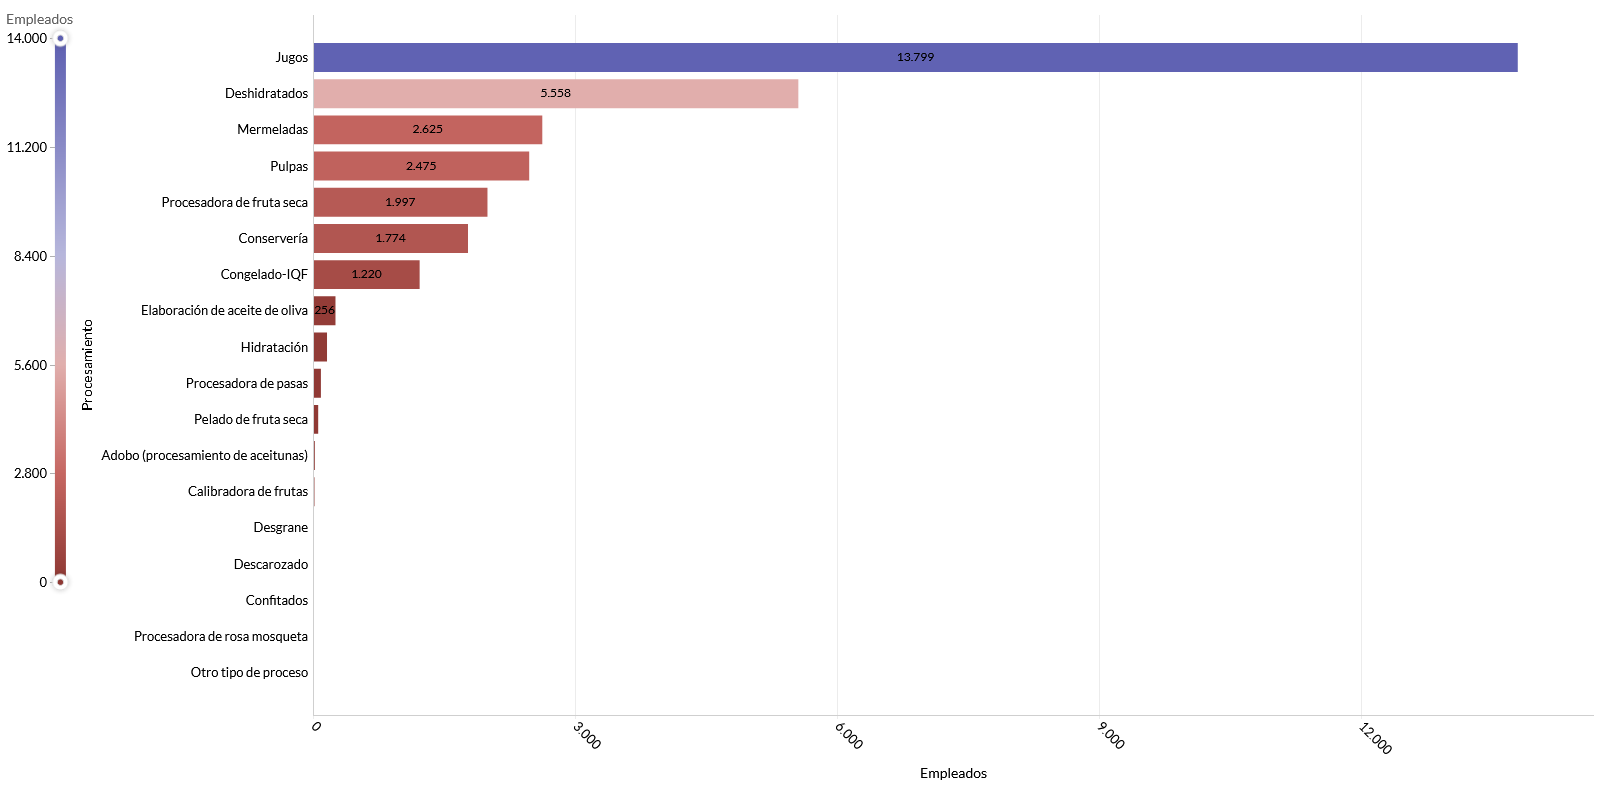 Empleados
14.000
11.200
8.400
5.600
2.800
0
Procesamiento
Jugos
13.799
Deshidratados
5.558
Mermeladas
2.625
Pulpas
2.475
Procesadora de fruta seca
1.997
Conservería
1.774
Congelado-IQF
1.220
Elaboración de aceite de oliva
256
Hidratación
Procesadora de pasas
Pelado de fruta seca
Adobo (procesamiento de aceitunas)
Calibradora de frutas
Desgrane
Descarozado
Confitados
Procesadora de rosa mosqueta
Otro tipo de proceso
0
3.000
6.000
9.000
12.000
Empleados